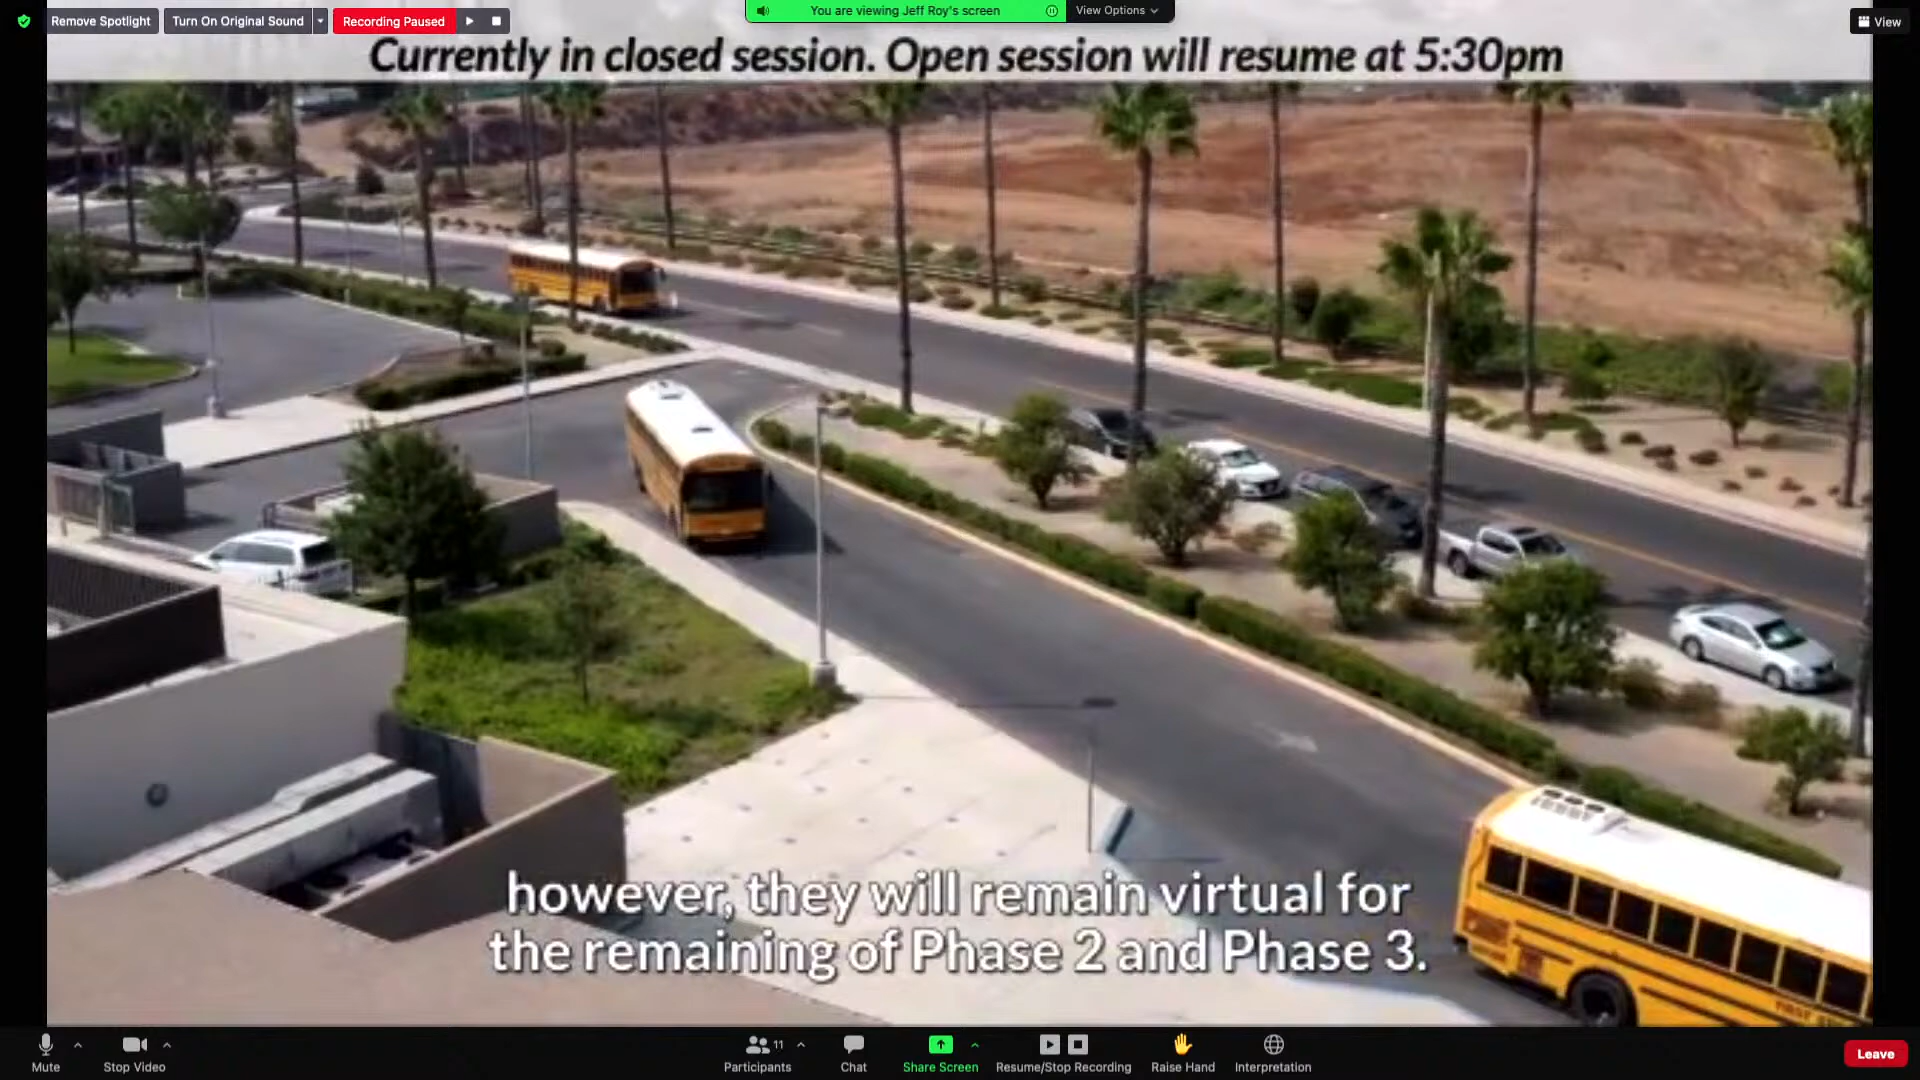 Remove Spotlight
Turn On Original Sound
Recording Paused
You are viewing Jeff Roy's screen
View Options
View
Currently in closed session. Open session will resume at 5:30pm
however, they will remain virtual for
the remaining of Phase 2 and Phase 3.
Mute
Stop Video
11
Participants
Chat
Share Screen
Resume/Stop Recording
Raise Hand
Interpretation
Leave